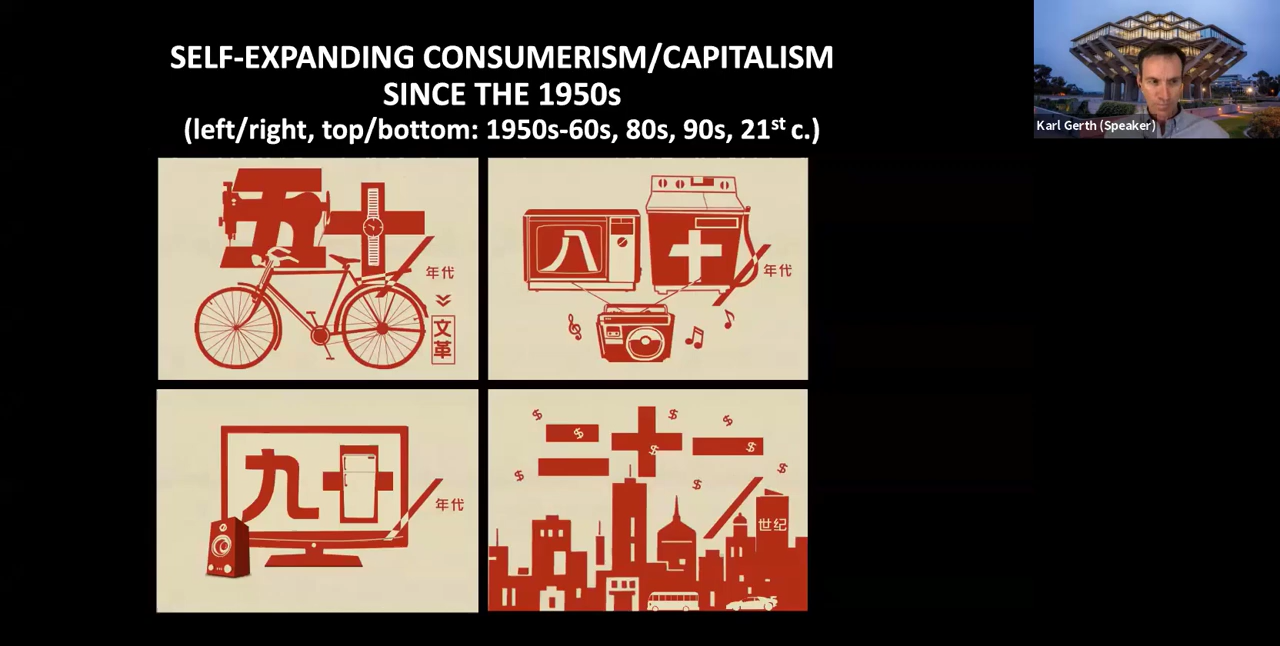 SELF-EXPANDING CONSUMERISM/CAPITALISM
SINCE THE 1950s
(left/right, top/bottom: 1950s-60s, 80s, 90s, 21st c.)
Karl Gerth (Speaker)
五十
年代
文
革
八十
年代
九十
年代
二十一
世纪